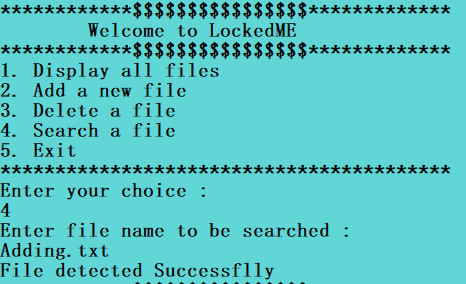 ************$$$$$$$$$$$$$$$$*************
Welcome to LockedME
************$$$$$$$$$$$$$$$$*************
1. Display all files
2. Add a new file
3. Delete a file
4. Search a file
5. Exit
*****************************************
Enter your choice :
4
Enter file name to be searched :
Adding.txt
File detected Successflly